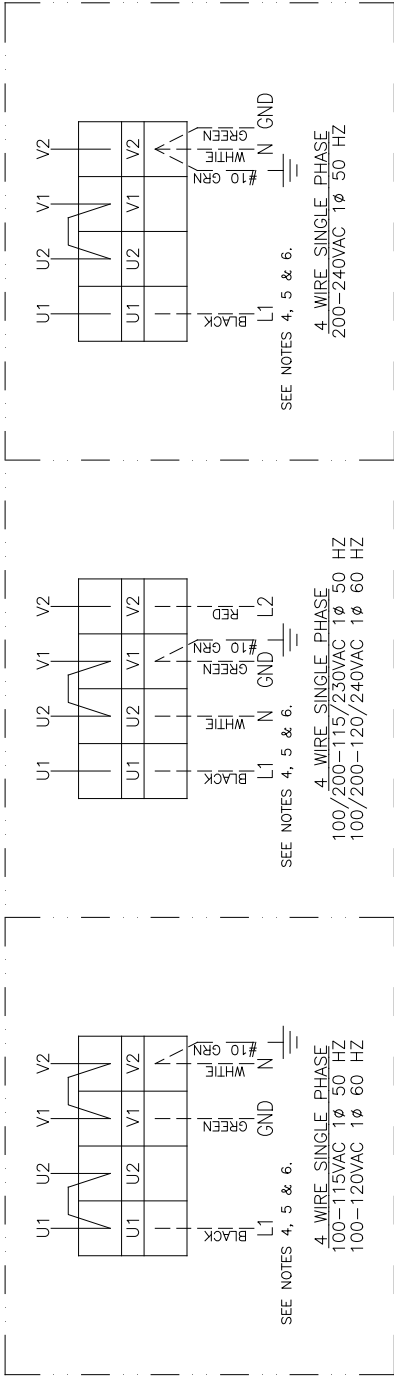 U1 U2 V1 V2
U1 U2 V1 V2
BLACK
GREEN
WHTIE
#10 GRN
L1 GND N
SEE NOTES 4, 5 & 6.
4 WIRE SINGLE PHASE
100-115VAC 1Ø 50 HZ
100-120VAC 1Ø 60 HZ
U1 U2 V1 V2
U1 U2 V1 V2
BLACK
WHTIE
GREEN
#10 GRN
RED
L1 N GND L2
SEE NOTES 4, 5 & 6.
4 WIRE SINGLE PHASE
100/200-115/230VAC 1Ø 50 HZ
100/200-120/240VAC 1Ø 60 HZ
U1 U2 V1 V2
U1 U2 V1 V2
BLACK
#10 GRN
WHTIE
GREEN
L1 N GND
SEE NOTES 4, 5 & 6.
4 WIRE SINGLE PHASE
200-240VAC 1Ø 50 HZ